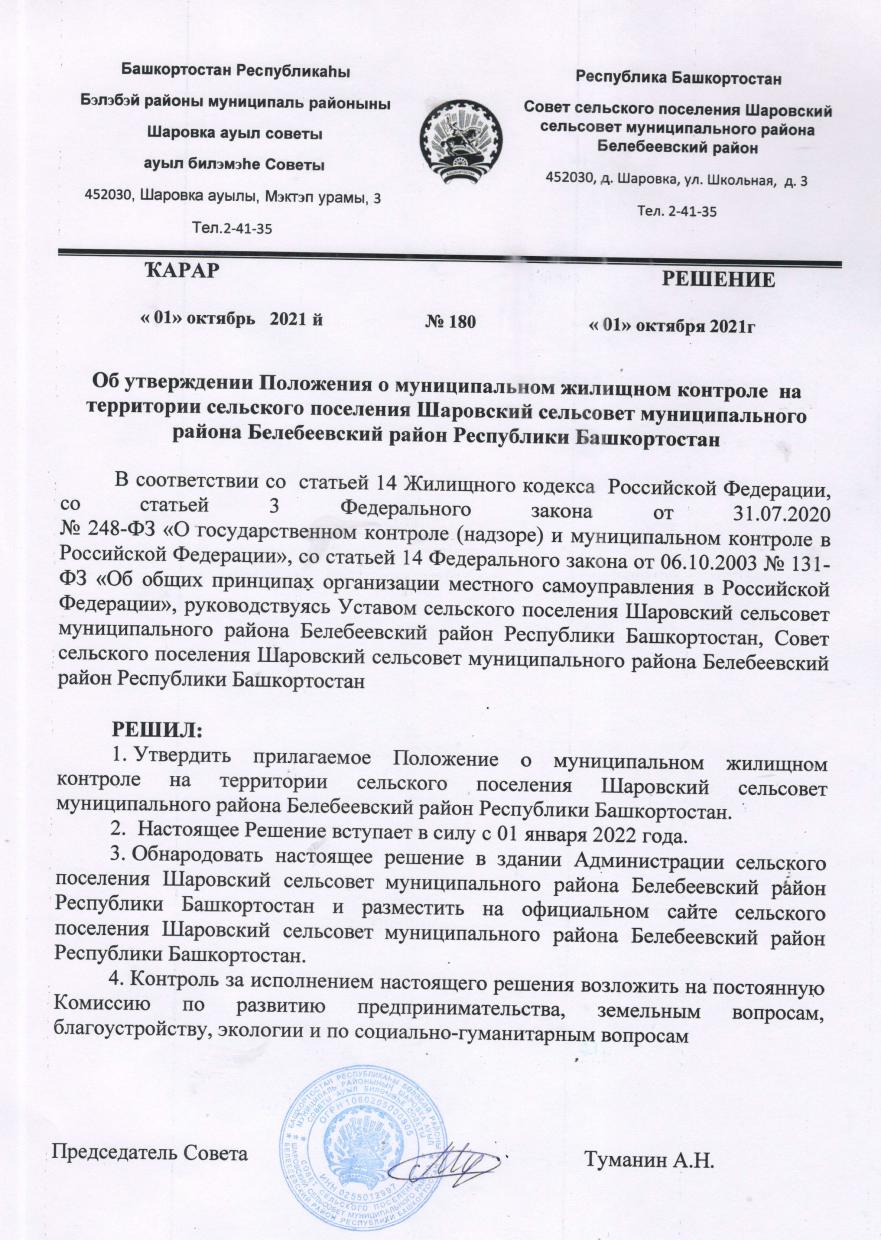 Башкортостан Республикаһы
Бэлэбэй районы муниципаль районыны
Шаровка ауыл советы
ауыл билэмэһе Советы
452030, Шаровка ауылы, Мэктэп урамы, 3
Тел.2-41-35
Республика Башкортостан
Совет сельского поселения Шаровский
сельсовет муниципального района
Белебеевский район
452030, д. Шаровка, ул. Школьная, д. 3
Тел. 2-41-35
ҠАРАР
РЕШЕНИЕ
« 01» октябрь 2021 й
№ 180
« 01» октября 2021г
Об утверждении Положения о муниципальном жилищном контроле на
территории сельского поселения Шаровский сельсовет муниципального
района Белебеевский район Республики Башкортостан
В соответствии со статьей 14 Жилищного кодекса Российской Федерации,
со статьей 3 Федерального закона от 31.07.2020
№ 248-ФЗ «О государственном контроле (надзоре) и муниципальном контроле в
Российской Федерации», со статьей 14 Федерального закона от 06.10.2003 № 131-
ФЗ «Об общих принципах организации местного самоуправления в Российской
Федерации», руководствуясь Уставом сельского поселения Шаровский сельсовет
муниципального района Белебеевский район Республики Башкортостан, Совет
сельского поселения Шаровский сельсовет муниципального района Белебеевский
район Республики Башкортостан
РЕШИЛ:
1. Утвердить прилагаемое Положение о муниципальном жилищном
контроле на территории сельского поселения Шаровский сельсовет
муниципального района Белебеевский район Республики Башкортостан.
2. Настоящее Решение вступает в силу с 01 января 2022 года.
3. Обнародовать настоящее решение в здании Администрации сельского
поселения Шаровский сельсовет муниципального района Белебеевский район
Республики Башкортостан и разместить на официальном сайте сельского
поселения Шаровский сельсовет муниципального района Белебеевский район
Республики Башкортостан.
4. Контроль за исполнением настоящего решения возложить на постоянную
Комиссию по развитию предпринимательства, земельным вопросам,
благоустройству, экологии и по социально-гуманитарным вопросам
Председатель Совета
Туманин А.Н.